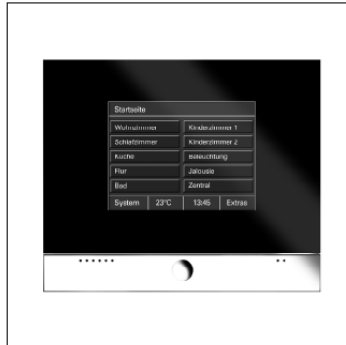 Startseite
Wohnzimmer Kinderzimmer 1
Schlafzimmer Kinderzimmer 2
Küche Beleuchtung
Flur Jalousie
Bad Zentral
System 23°C 13:45 Extras